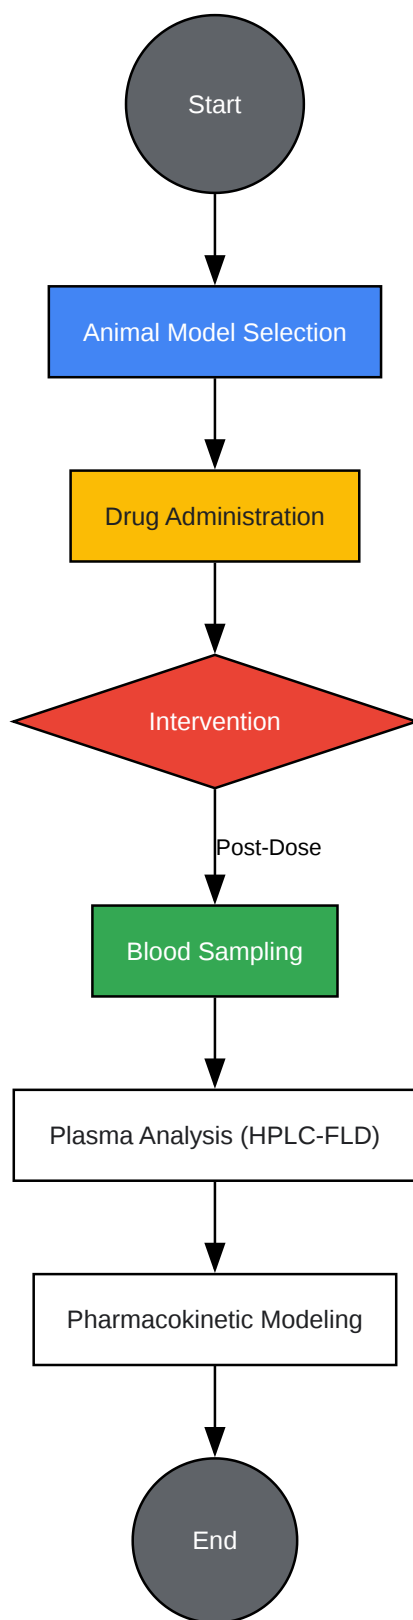 Start
Animal Model Selection
Drug Administration
Intervention
Post-Dose
Blood Sampling
Plasma Analysis (HPLC-FLD)
Pharmacokinetic Modeling
End